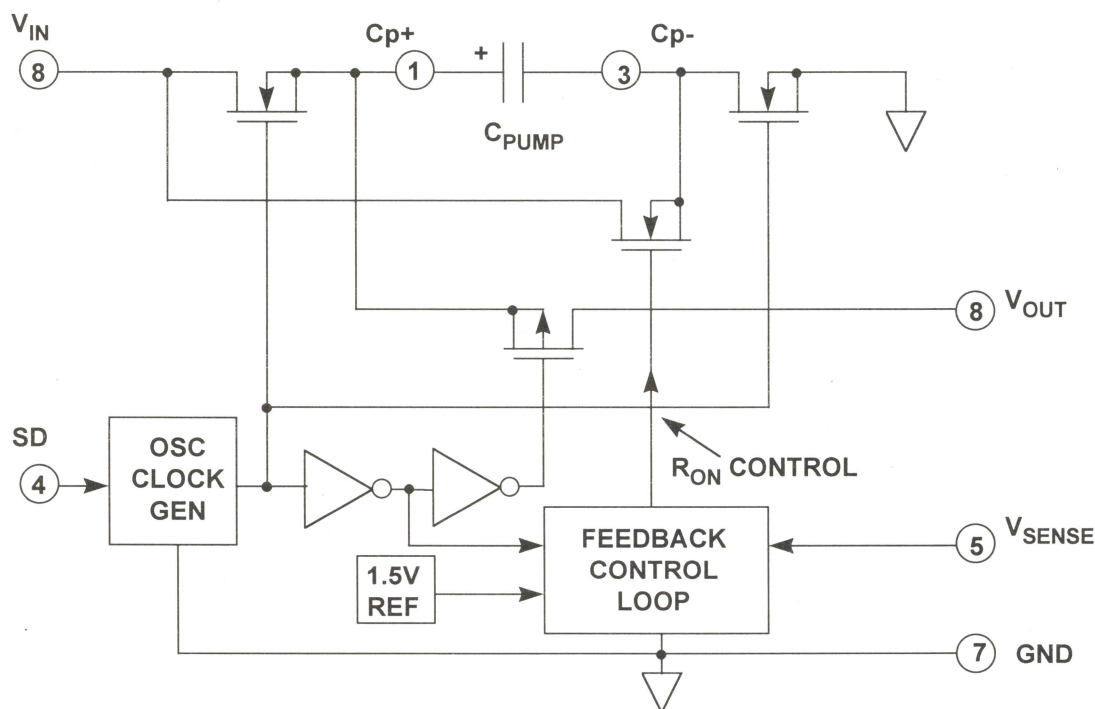 VIN
8
Cp+
1
+
CPUMP
Cp-
3
8
VOUT
SD
4
OSC
CLOCK
GEN
RON CONTROL
1.5V
REF
FEEDBACK
CONTROL
LOOP
5
VSENSE
7
GND